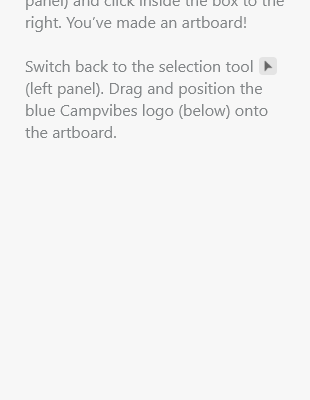 panel) and click inside the box to the
right. You’ve made an artboard!
Switch back to the selection tool
(left panel). Drag and position the
blue Campvibes logo (below) onto
the artboard.